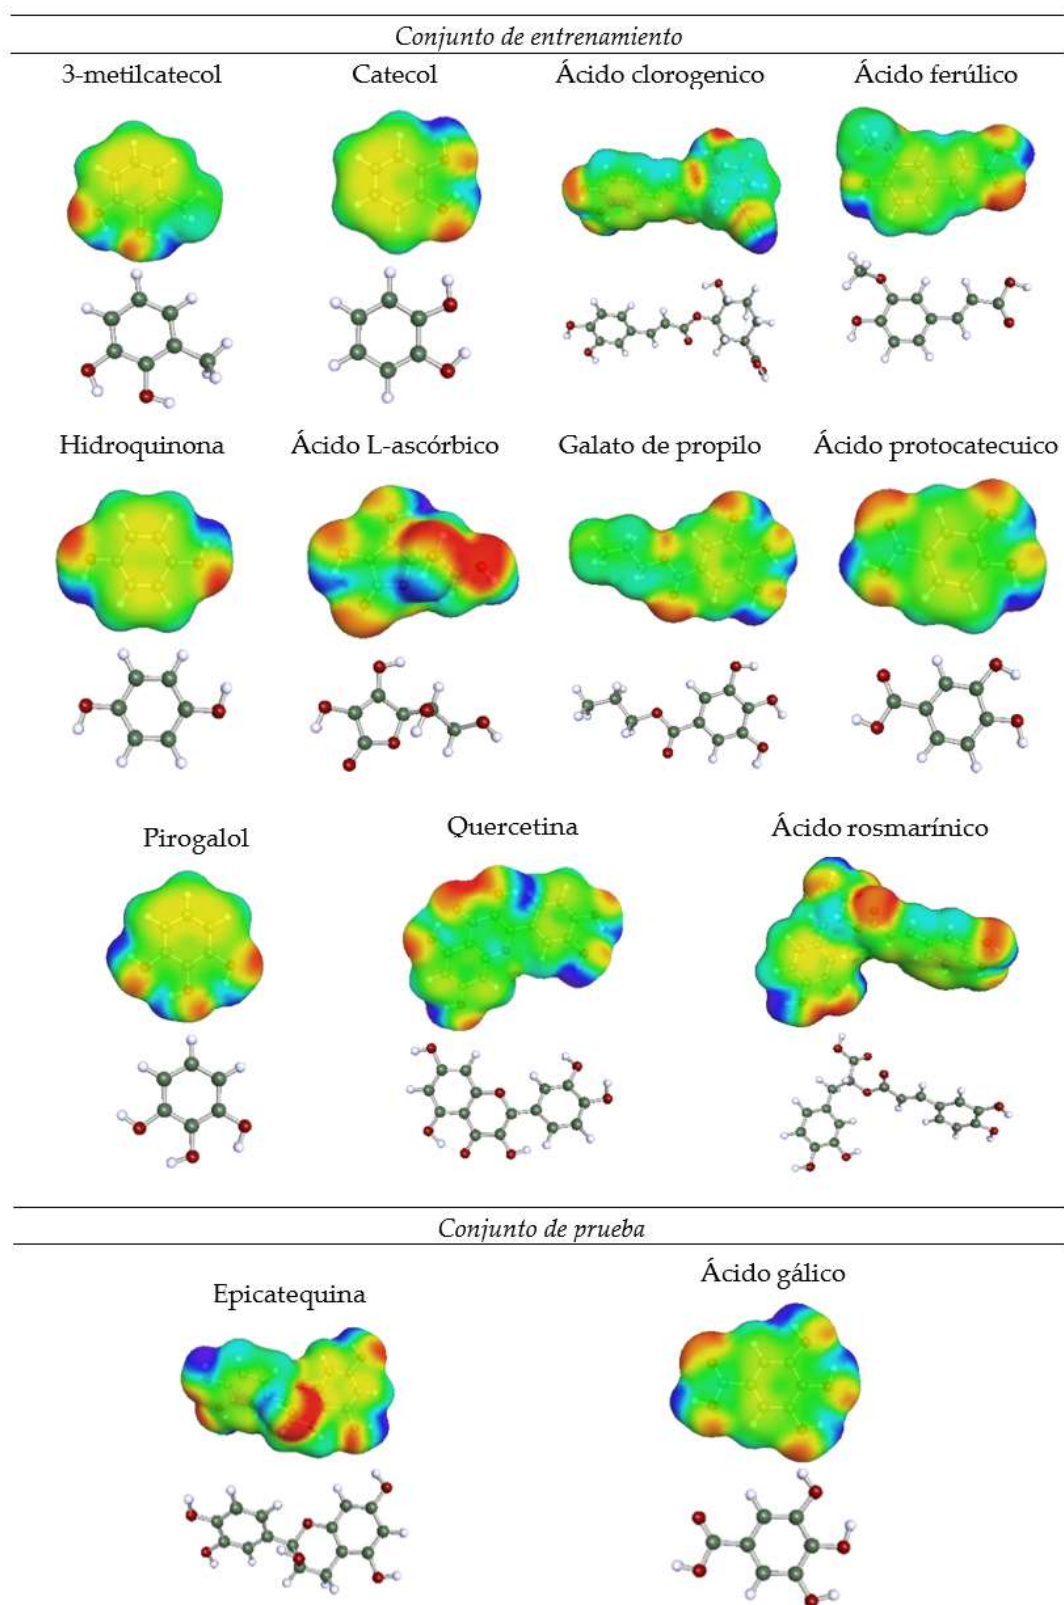 Conjunto de entrenamiento
3-metilcatecol Catecol Ácido clorogenico Ácido ferúlico
Hidroquinona Ácido L-ascórbico Galato de propilo Ácido protocatecuico
Pirogalol Quercetina Ácido rosmarínico
Conjunto de prueba
Epicatequina Ácido gálico